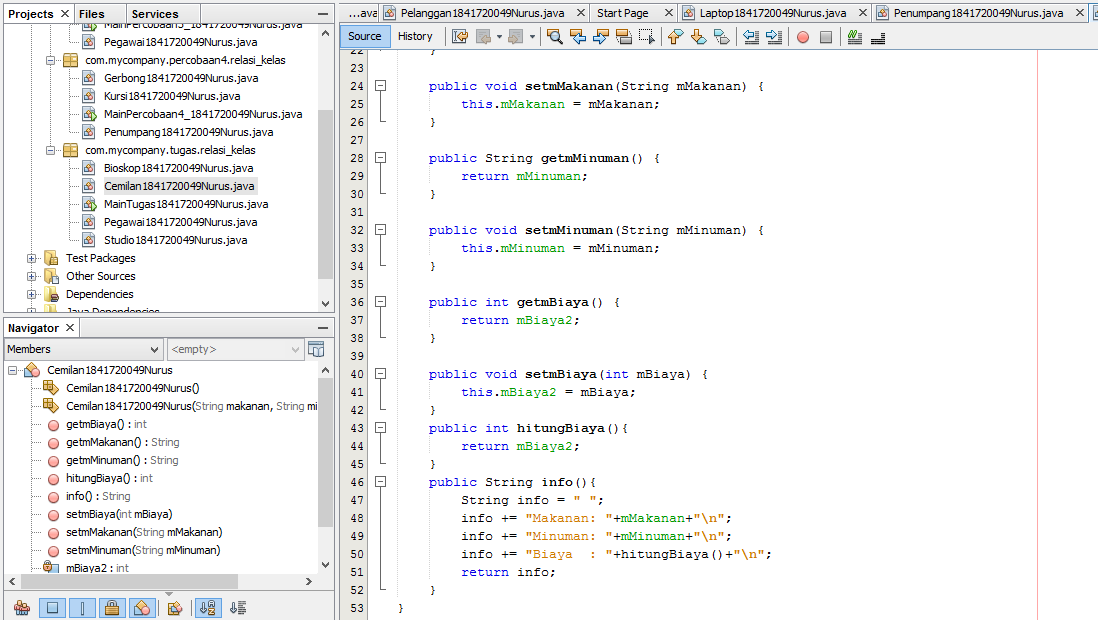 Projects
Files
Services
MainPercobaan3_1841720049Nurus.java
Pegawai1841720049Nurus.java
com.mycompany.percobaan4.relasi_kelas
Gerbong1841720049Nurus.java
Kursi1841720049Nurus.java
MainPercobaan4_1841720049Nurus.java
Penumpang1841720049Nurus.java
com.mycompany.tugas.relasi_kelas
Bioskop1841720049Nurus.java
Cemilan1841720049Nurus.java
MainTugas1841720049Nurus.java
Pegawai1841720049Nurus.java
Studio1841720049Nurus.java
Test Packages
Other Sources
Dependencies
Java Dependencies
Navigator
Members
<empty>
Cemilan1841720049Nurus
Cemilan1841720049Nurus()
Cemilan1841720049Nurus(String makanan, String mi
getmBiaya() : int
getmMakanan() : String
getmMinuman() : String
hitungBiaya() : int
info() : String
setmBiaya(int mBiaya)
setmMakanan(String mMakanan)
setmMinuman(String mMinuman)
mBiaya2 : int
...ava
Pelanggan1841720049Nurus.java
Start Page
Laptop1841720049Nurus.java
Penumpang1841720049Nurus.java
Source
History
22 }
23
24 public void setmMakanan(String mMakanan) {
25 this.mMakanan = mMakanan;
26 }
27
28 public String getmMinuman() {
29 return mMinuman;
30 }
31
32 public void setmMinuman(String mMinuman) {
33 this.mMinuman = mMinuman;
34 }
35
36 public int getmBiaya() {
37 return mBiaya2;
38 }
39
40 public void setmBiaya(int mBiaya) {
41 this.mBiaya2 = mBiaya;
42 }
43 public int hitungBiaya(){
44 return mBiaya2;
45 }
46 public String info(){
47 String info = " ";
48 info += "Makanan: "+mMakanan+"\n";
49 info += "Minuman: "+mMinuman+"\n";
50 info += "Biaya  : "+hitungBiaya()+"\n";
51 return info;
52 }
53 }